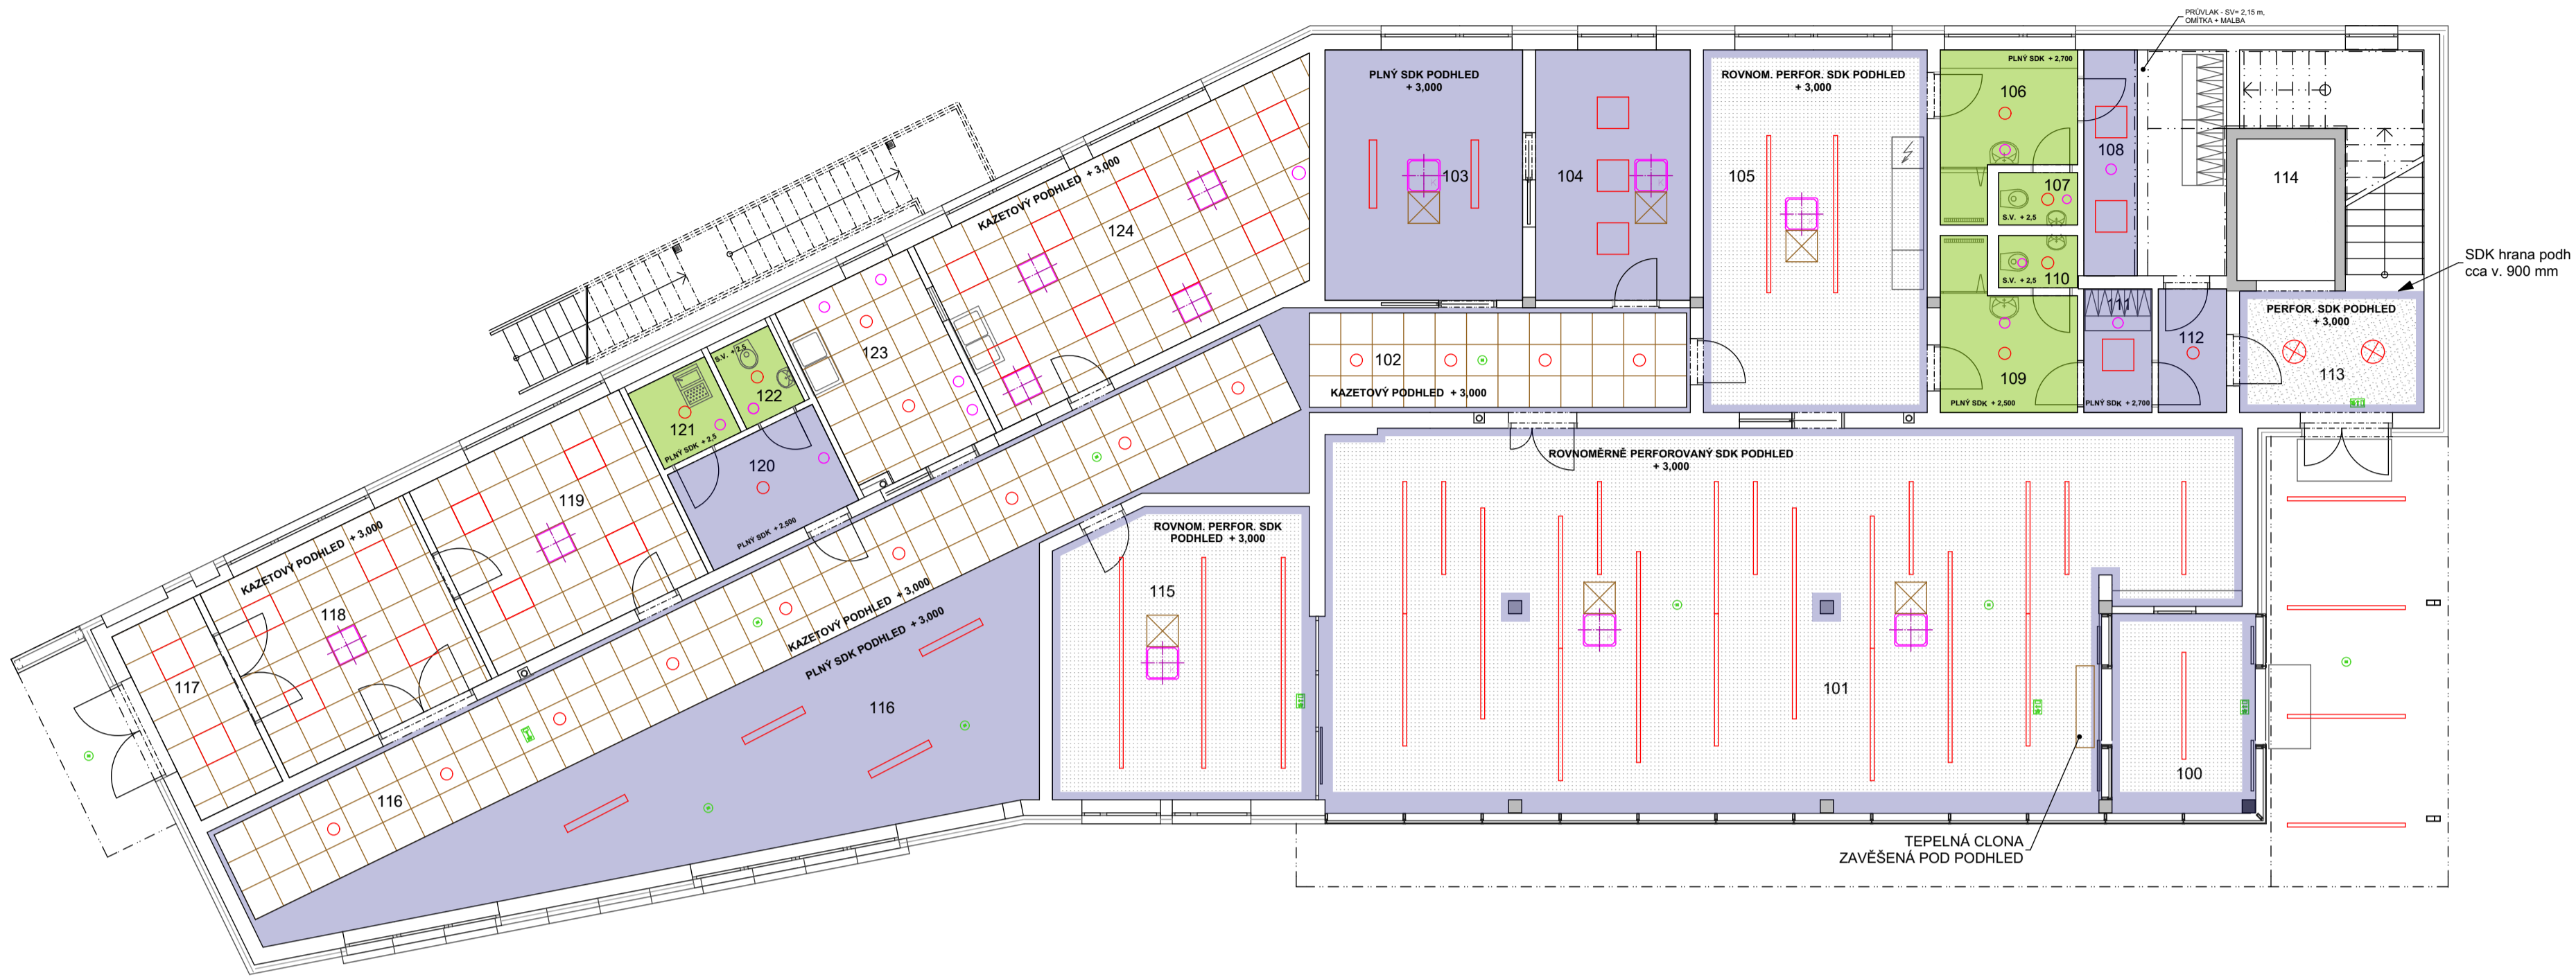 PRŮVLAK - SV= 2,15 m,
OMÍTKA + MALBA
PLNÝ SDK PODHLED
+ 3,000
103
104
ROVNOM. PERFOR. SDK PODHLED
+ 3,000
105
PLNÝ SDK + 2,700
106
107
S.V. + 2,5
108
S.V. + 2,5
110
109
PLNÝ SDK + 2,500
111
PLNÝ SDK + 2,700
112
114
SDK hrana podh
cca v. 900 mm
PERFOR. SDK PODHLED
+ 3,000
113
KAZETOVÝ PODHLED + 3,000
124
123
S.V. + 2,5
122
121
PLNÝ SDK + 2,5
120
PLNÝ SDK + 2,500
102
KAZETOVÝ PODHLED + 3,000
119
KAZETOVÝ PODHLED + 3,000
118
117
KAZETOVÝ PODHLED + 3,000
PLNÝ SDK PODHLED + 3,000
116
116
ROVNOM. PERFOR. SDK
PODHLED + 3,000
115
ROVNOMĚRNĚ PERFOROVANÝ SDK PODHLED
+ 3,000
101
100
TEPELNÁ CLONA
ZAVĚŠENÁ POD PODHLED